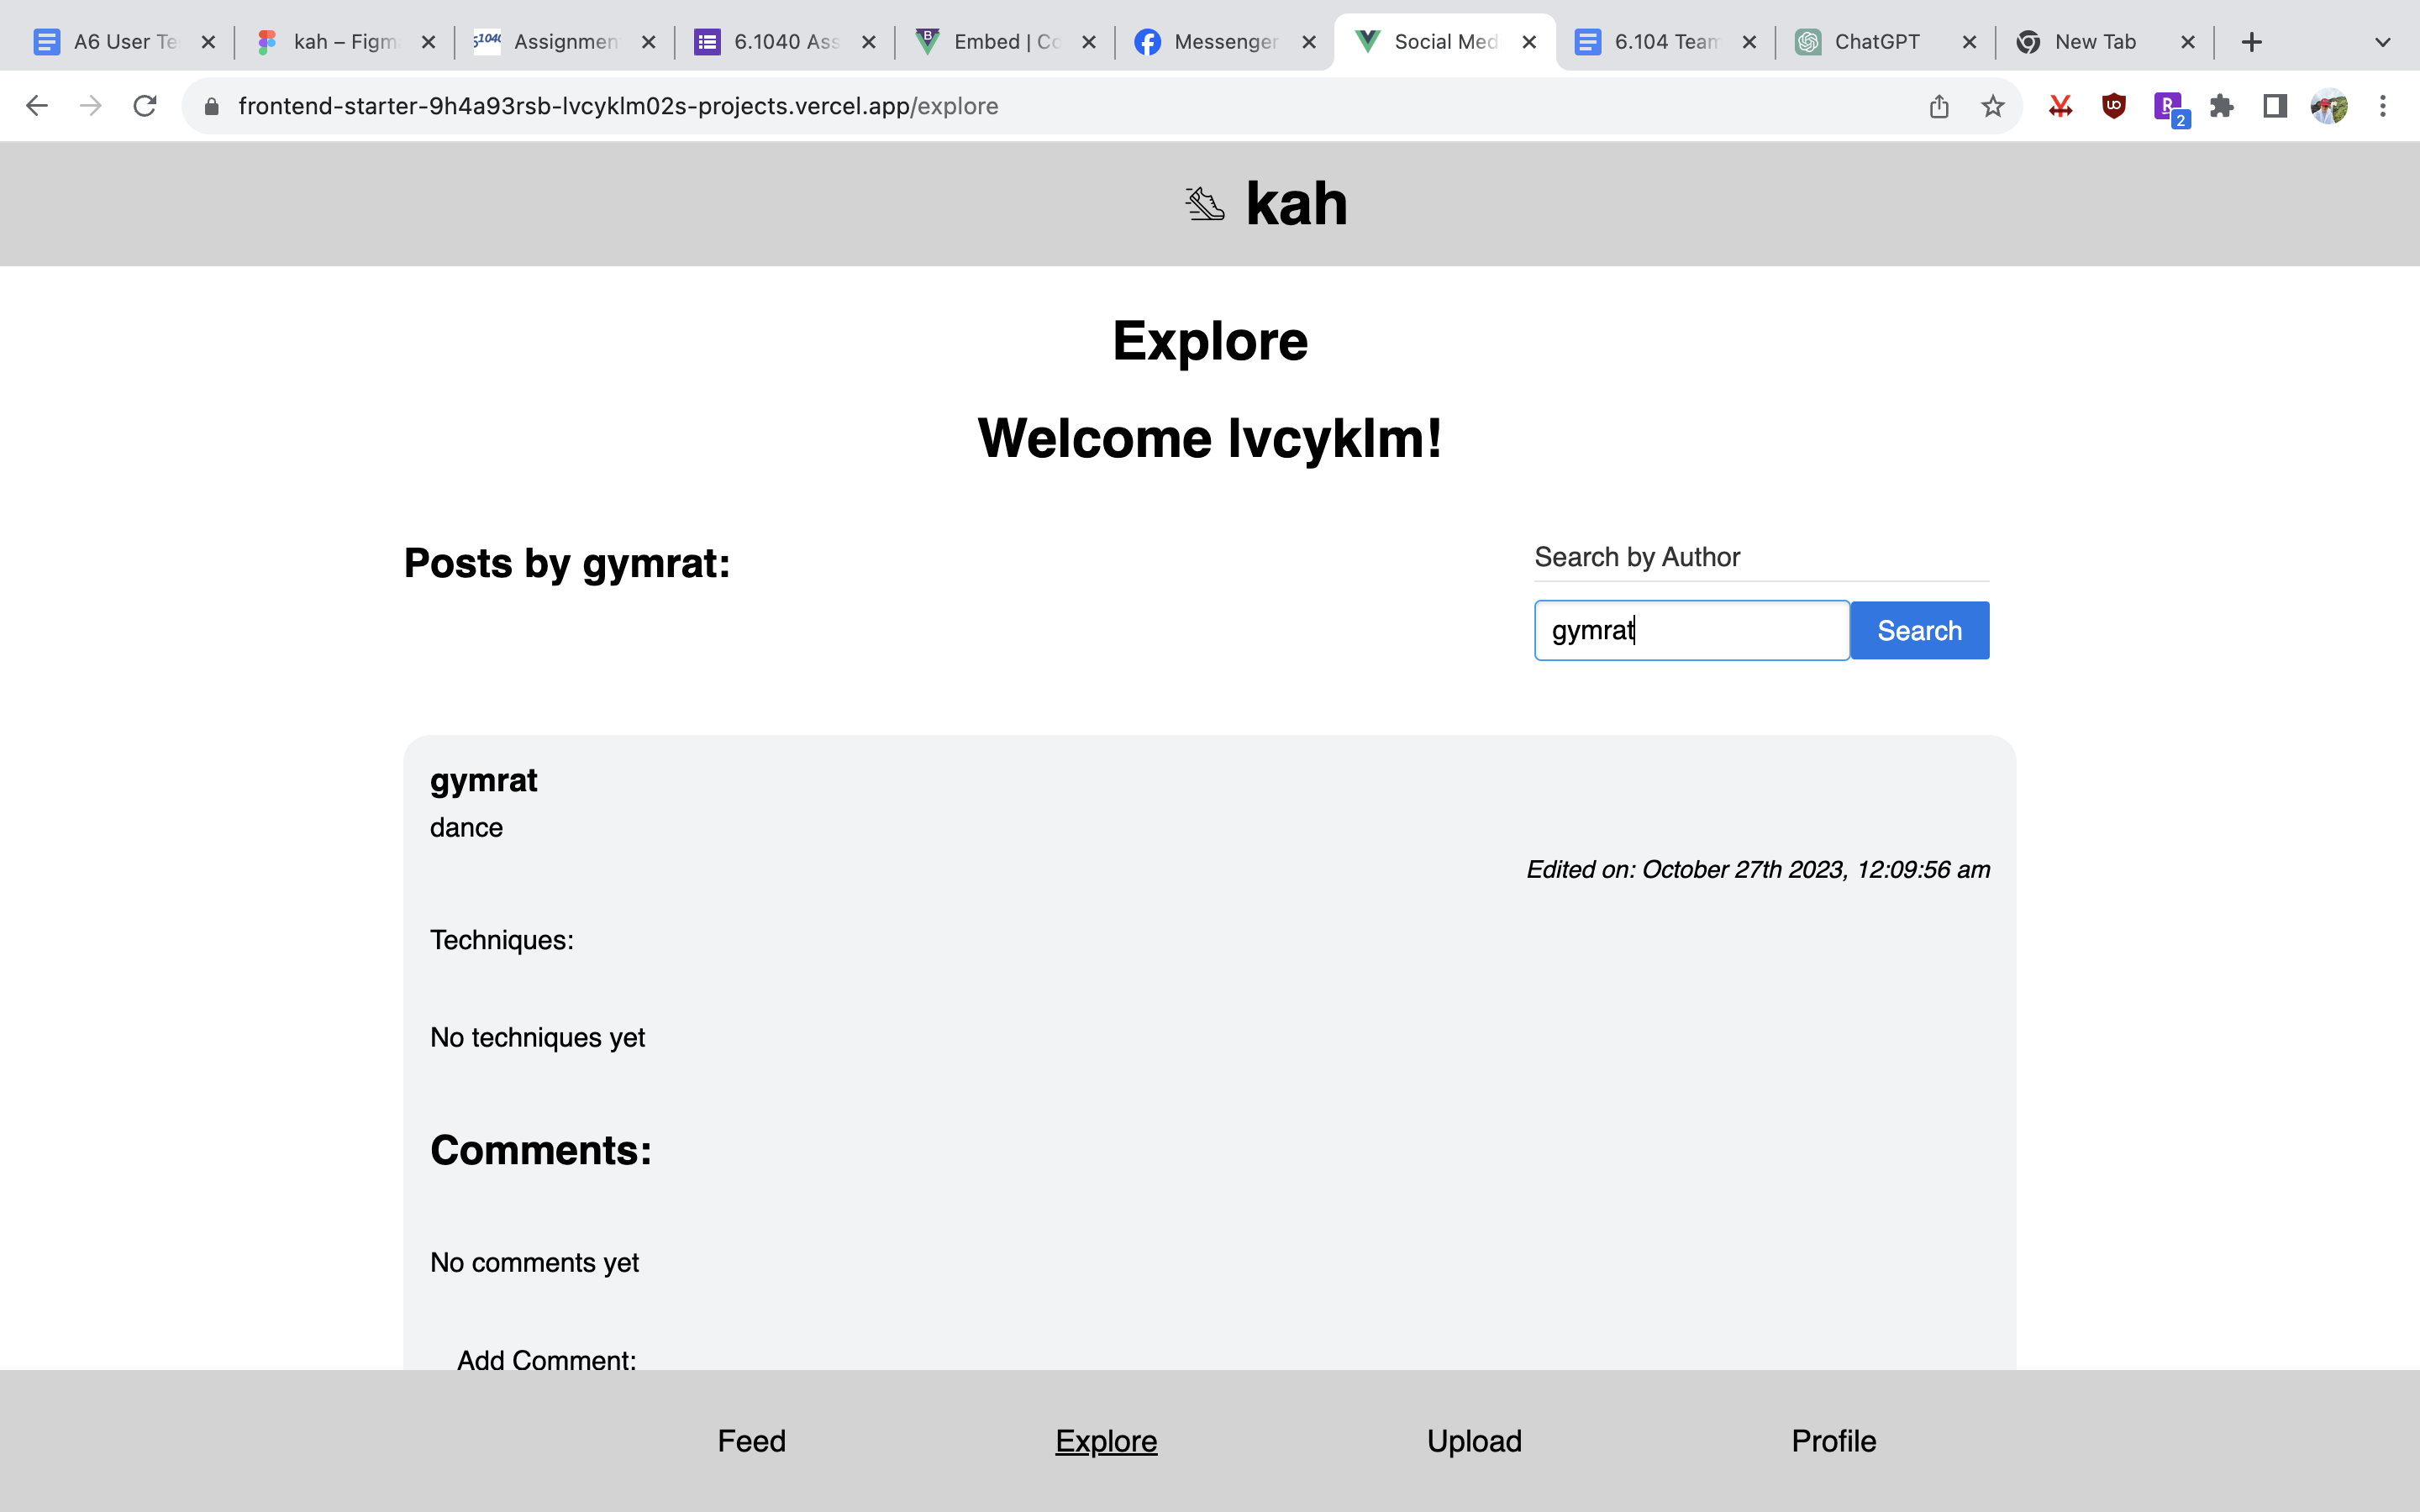 A6 User Te
kah – Figm
51040
Assignmen
6.1040 Ass
Embed | Co
Messenger
Social Med
6.104 Team
ChatGPT
New Tab
frontend-starter-9h4a93rsb-lvcyklm02s-projects.vercel.app/explore
2
kah
Explore
Welcome lvcyklm!
Posts by gymrat:
Search by Author
gymrat
Search
gymrat
dance
Edited on: October 27th 2023, 12:09:56 am
Techniques:
No techniques yet
Comments:
No comments yet
Add Comment:
Feed
Explore
Upload
Profile